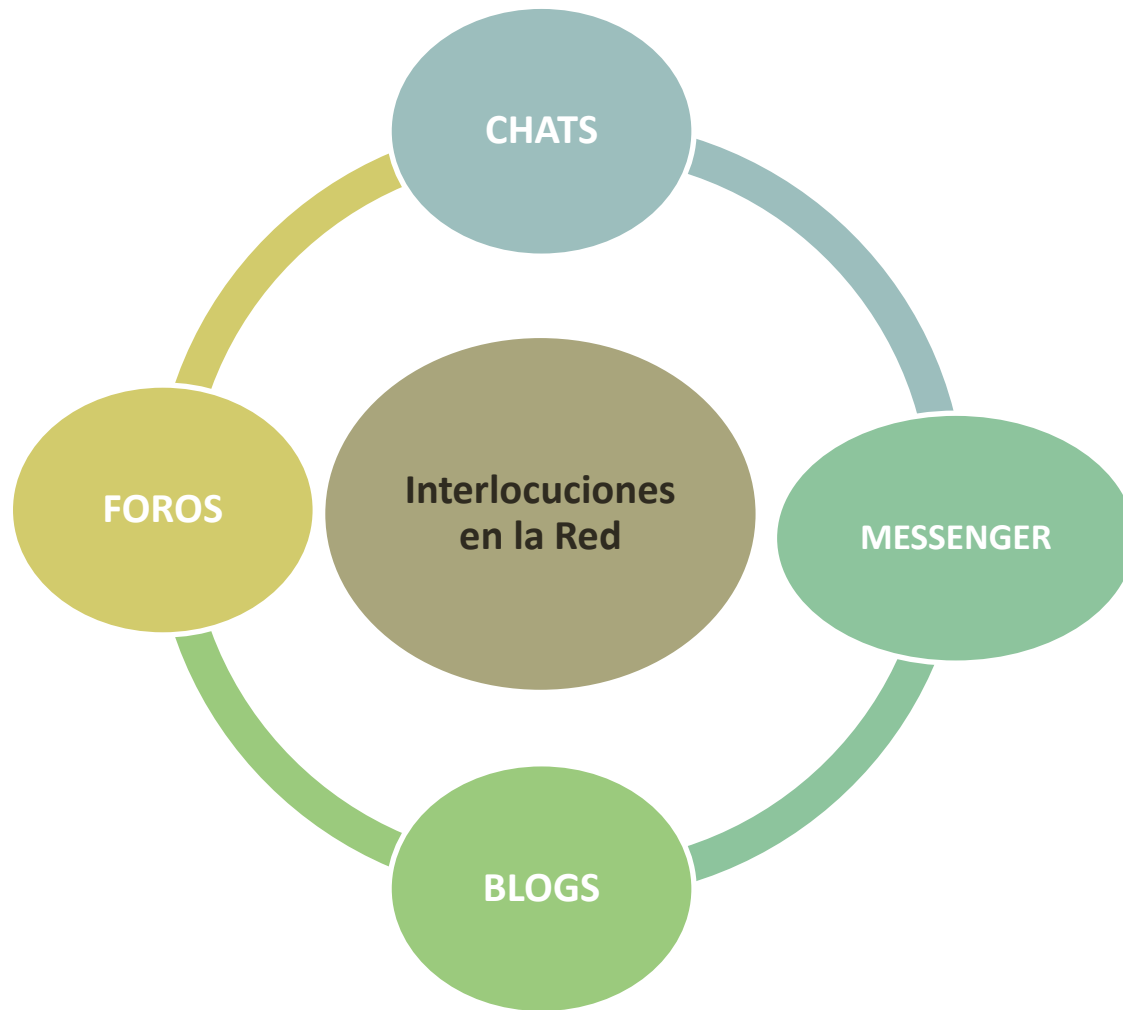 CHATS
FOROS
Interlocuciones
en la Red
MESSENGER
BLOGS